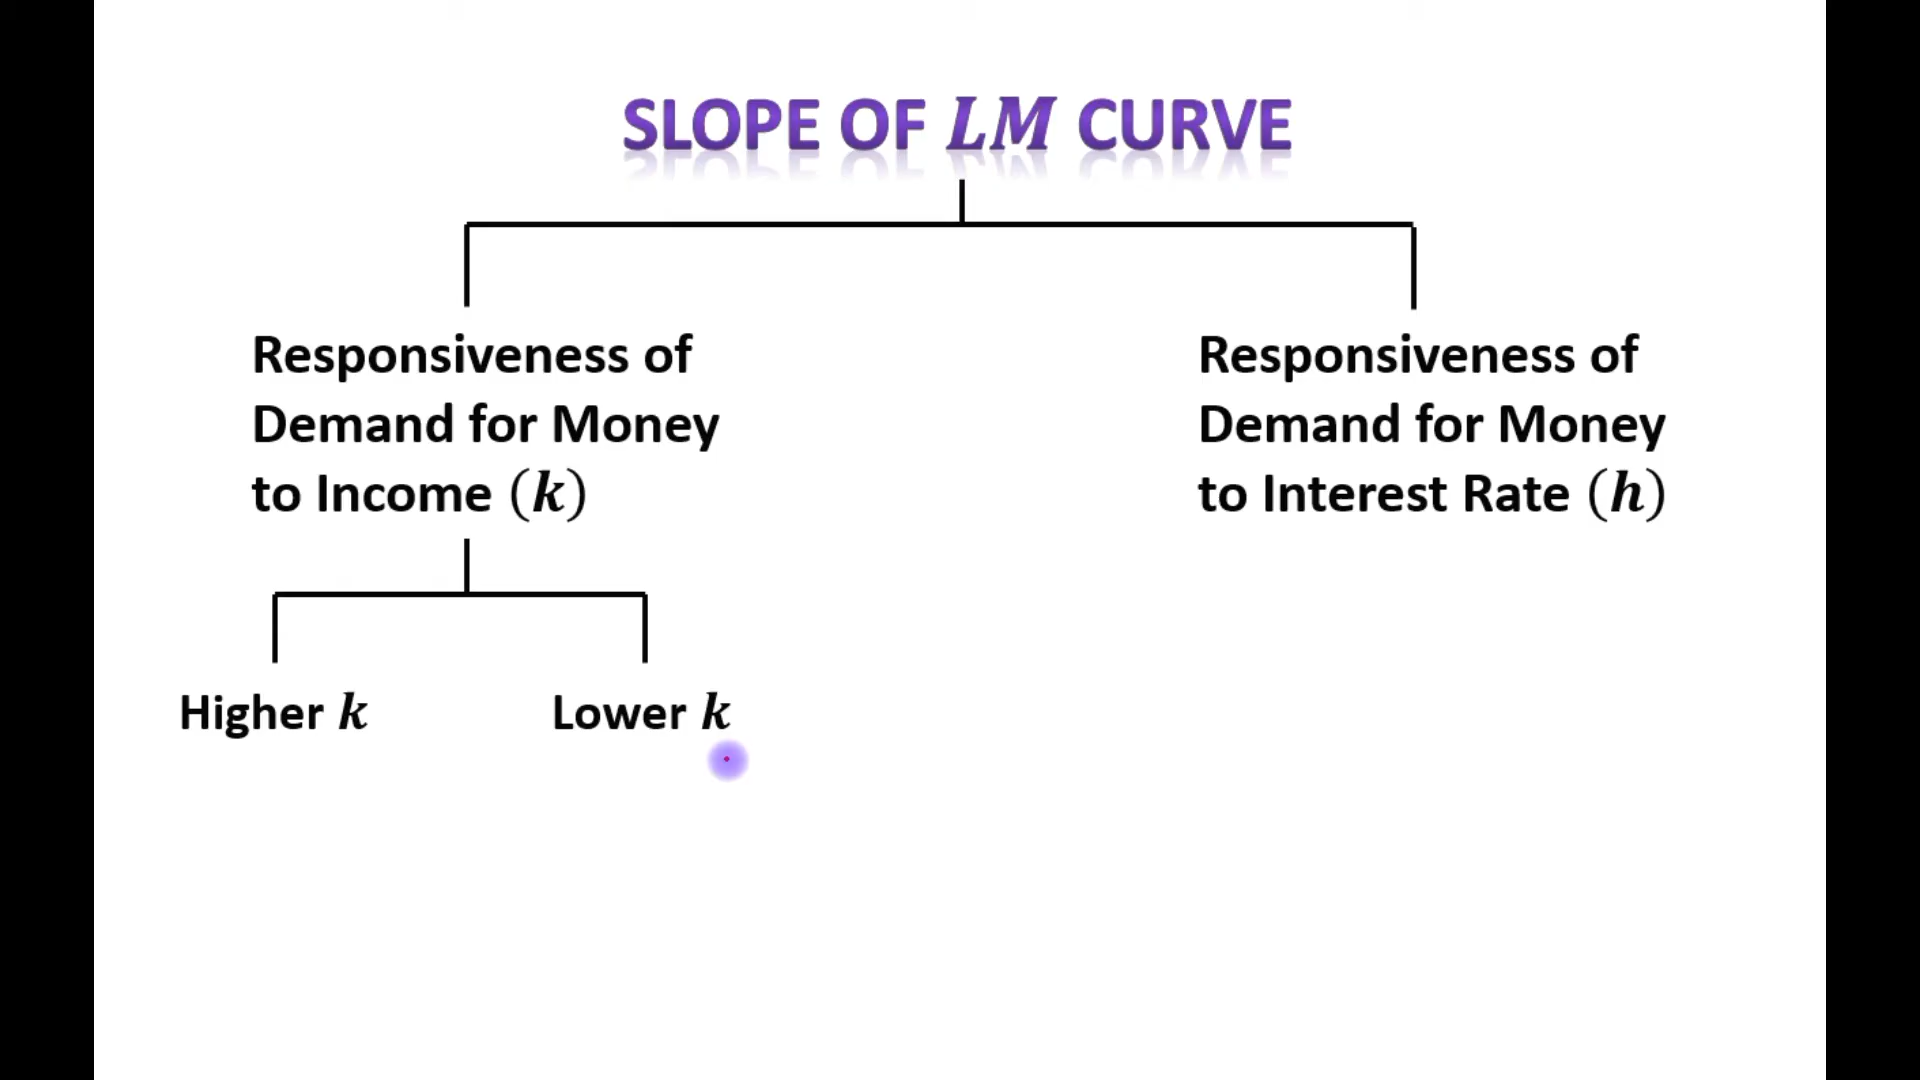 SLOPE OF LM CURVE
Responsiveness of
Demand for Money
to Income (k)
Responsiveness of
Demand for Money
to Interest Rate (h)
Higher k
Lower k